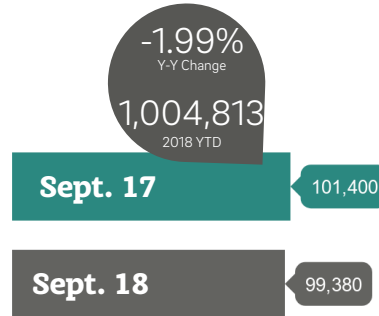 -1.99%
Y-Y Change
1,004,813
2018 YTD
Sept. 17
101,400
Sept. 18
99,380